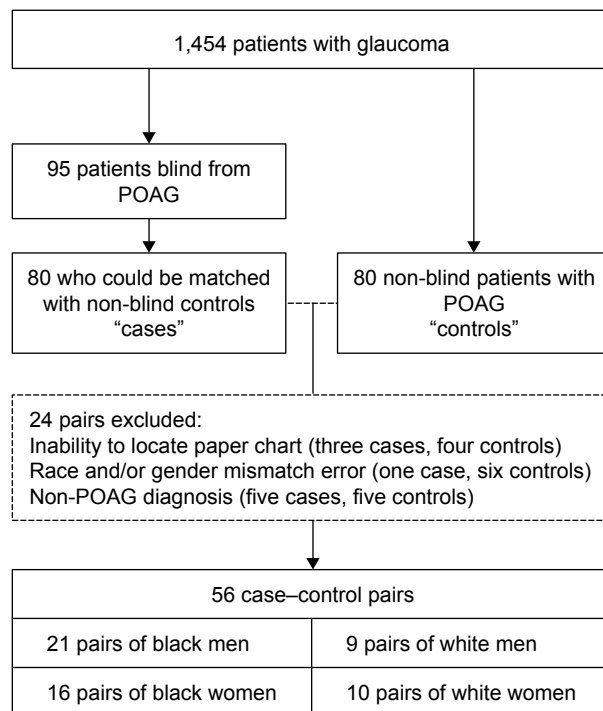 1,454 patients with glaucoma
95 patients blind from
POAG
80 who could be matched
with non-blind controls
“cases”
80 non-blind patients with
POAG
“controls”
24 pairs excluded:
Inability to locate paper chart (three cases, four controls)
Race and/or gender mismatch error (one case, six controls)
Non-POAG diagnosis (five cases, five controls)
56 case–control pairs
21 pairs of black men
9 pairs of white men
16 pairs of black women
10 pairs of white women